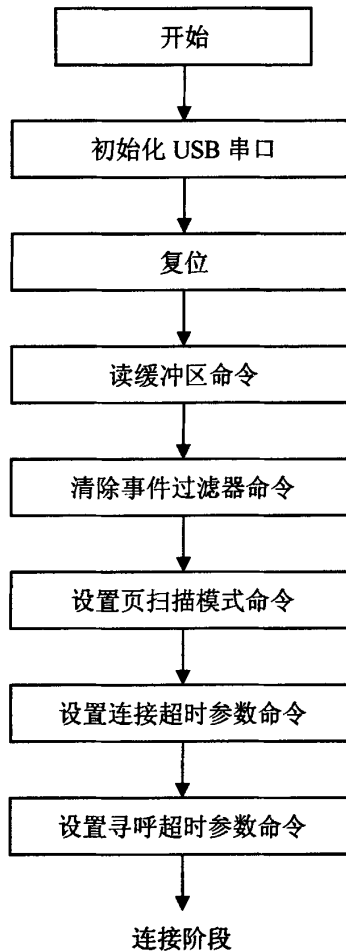 开始
初始化 USB 串口
复位
读缓冲区命令
清除事件过滤器命令
设置页扫描模式命令
设置连接超时参数命令
设置寻呼超时参数命令
连接阶段